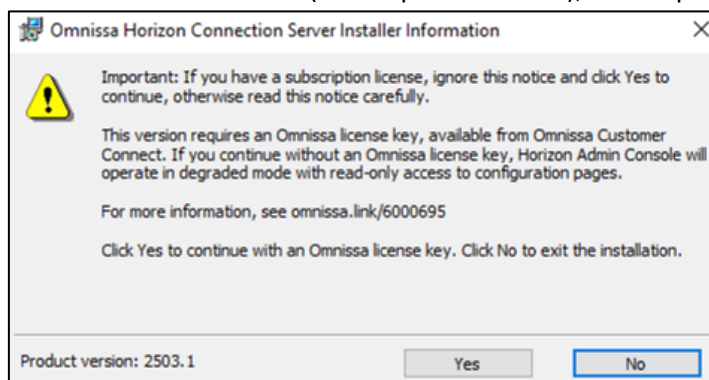 Omnissa Horizon Connection Server Installer Information
Important: If you have a subscription license, ignore this notice and click Yes to
continue, otherwise read this notice carefully.
This version requires an Omnissa license key, available from Omnissa Customer
Connect. If you continue without an Omnissa license key, Horizon Admin Console will
operate in degraded mode with read-only access to configuration pages.
For more information, see omnissa.link/6000695
Click Yes to continue with an Omnissa license key. Click No to exit the installation.
Product version: 2503.1
Yes
No